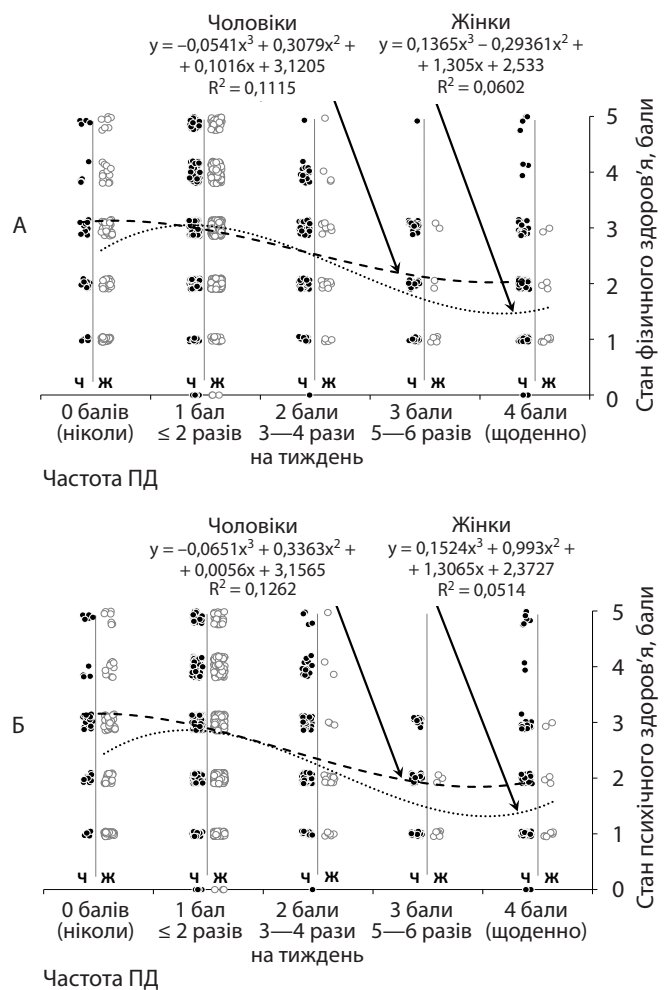 Чоловіки Жінки
y = –0,0541x³ + 0,3079x² + y = 0,1365x³ – 0,29361x² +
+ 0,1016x + 3,1205 + 1,305x + 2,533
R² = 0,1115 R² = 0,0602
А
5
4
3
2
1
0
Стан фізичного здоров’я, бали
Ч Ж Ч Ж Ч Ж Ч Ж Ч Ж
0 балів 1 бал 2 бали 3 бали 4 бали
(ніколи) ≤ 2 разів 3—4 рази 5—6 разів (щоденно)
на тиждень
Частота ПД
Чоловіки Жінки
y = –0,0651x³ + 0,3363x² + y = 0,1524x³ + 0,993x² +
+ 0,0056x + 3,1565 + 1,3065x + 2,3727
R² = 0,1262 R² = 0,0514
Б
5
4
3
2
1
0
Стан психічного здоров’я, бали
Ч Ж Ч Ж Ч Ж Ч Ж Ч Ж
0 балів 1 бал 2 бали 3 бали 4 бали
(ніколи) ≤ 2 разів 3—4 рази 5—6 разів (щоденно)
на тиждень
Частота ПД